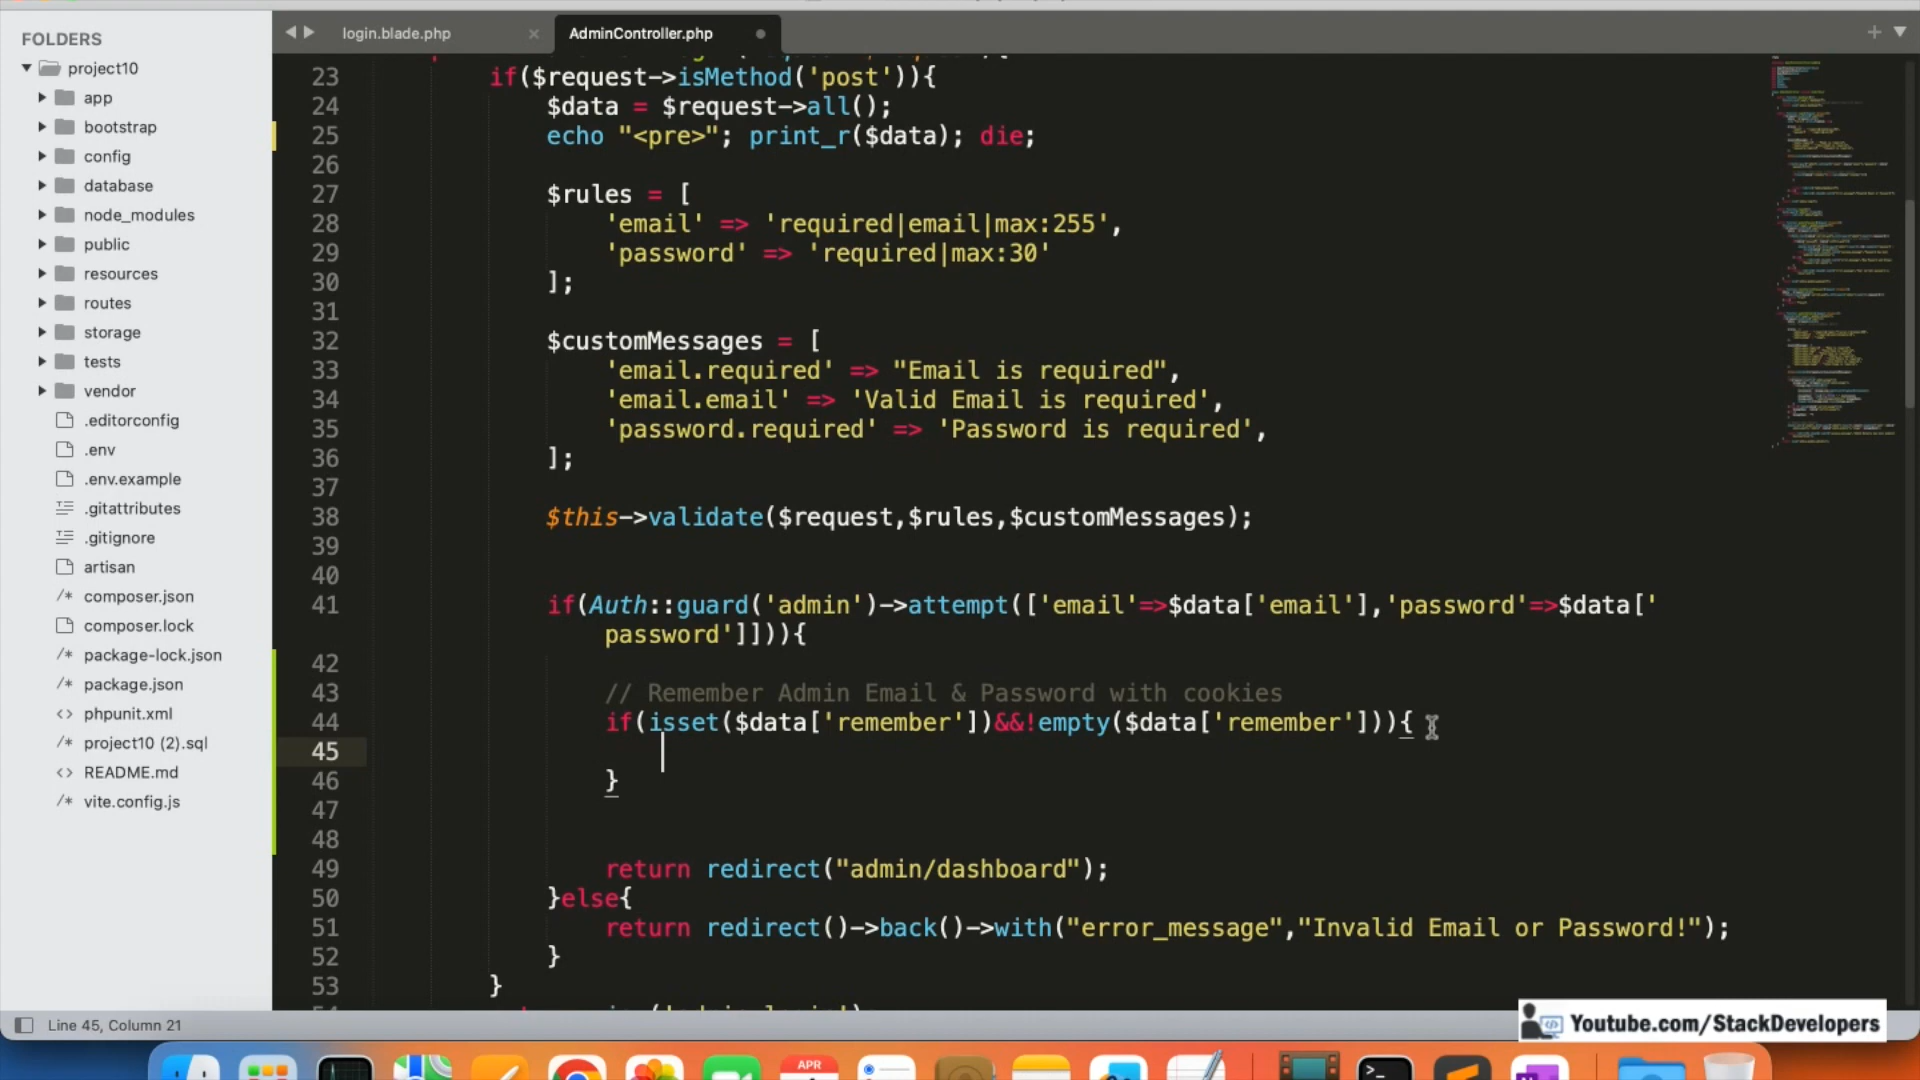 FOLDERS
project10
app
bootstrap
config
database
node_modules
public
resources
routes
storage
tests
vendor
.editorconfig
.env
.env.example
.gitattributes
.gitignore
artisan
composer.json
composer.lock
package-lock.json
package.json
phpunit.xml
project10 (2).sql
README.md
vite.config.js
login.blade.php
AdminController.php
23 if($request->isMethod('post')){
24 $data = $request->all();
25 echo "<pre>"; print_r($data); die;
26
27 $rules = [
28 'email' => 'required|email|max:255',
29 'password' => 'required|max:30'
30 ];
31
32 $customMessages = [
33 'email.required' => "Email is required",
34 'email.email' => 'Valid Email is required',
35 'password.required' => 'Password is required',
36 ];
37
38 $this->validate($request,$rules,$customMessages);
39
40
41 if(Auth::guard('admin')->attempt(['email'=>$data['email'],'password'=>$data['
password']])){
42
43 // Remember Admin Email & Password with cookies
44 if(isset($data['remember'])&&!empty($data['remember'])){
45
46 }
47
48
49 return redirect("admin/dashboard");
50 }else{
51 return redirect()->back()->with("error_message","Invalid Email or Password!");
52 }
53 }
Line 45, Column 21
Youtube.com/StackDevelopers
APR